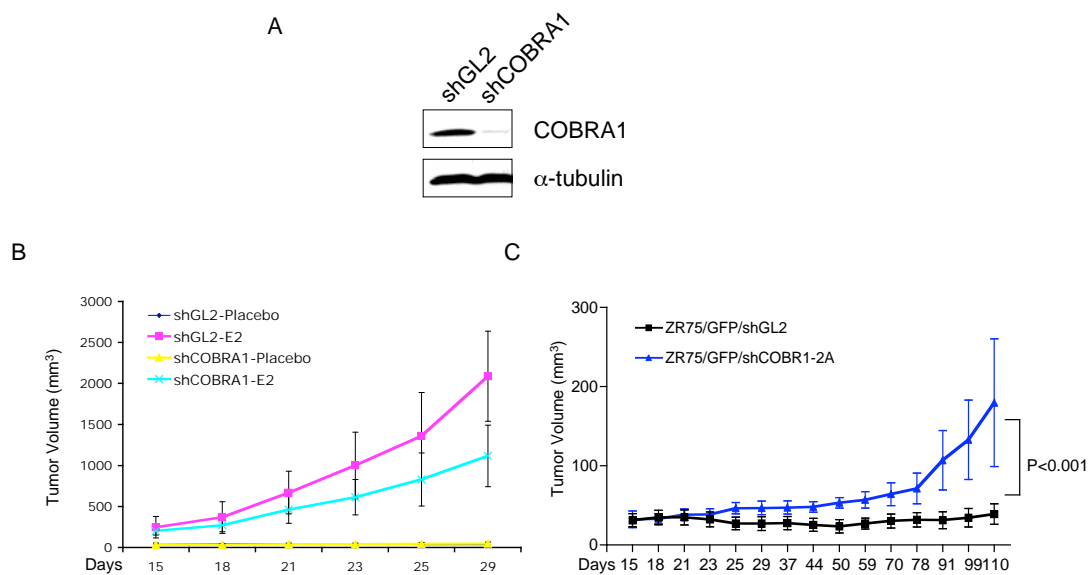 A
shGL2
shCOBRA1
COBRA1
α-tubulin
B
C
Tumor Volume (mm³)
3000
2500
2000
1500
1000
500
0
shGL2-Placebo
shGL2-E2
shCOBRA1-Placebo
shCOBRA1-E2
Days 15 18 21 23 25 29
Tumor Volume (mm³)
300
200
100
0
ZR75/GFP/shGL2
ZR75/GFP/shCOBR1-2A
P<0.001
Days 15 18 21 23 25 29 37 44 50 59 70 78 91 99 110